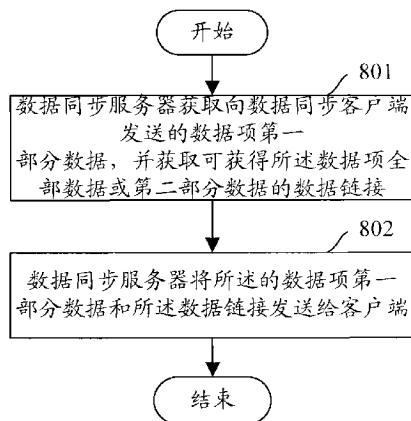 开始
801
数据同步服务器获取向数据同步客户端
发送的数据项第一
部分数据，并获取可获得所述数据项全
部数据或第二部分数据的数据链接
802
数据同步服务器将所述的数据项第一
部分数据和所述数据链接发送给客户端
结束